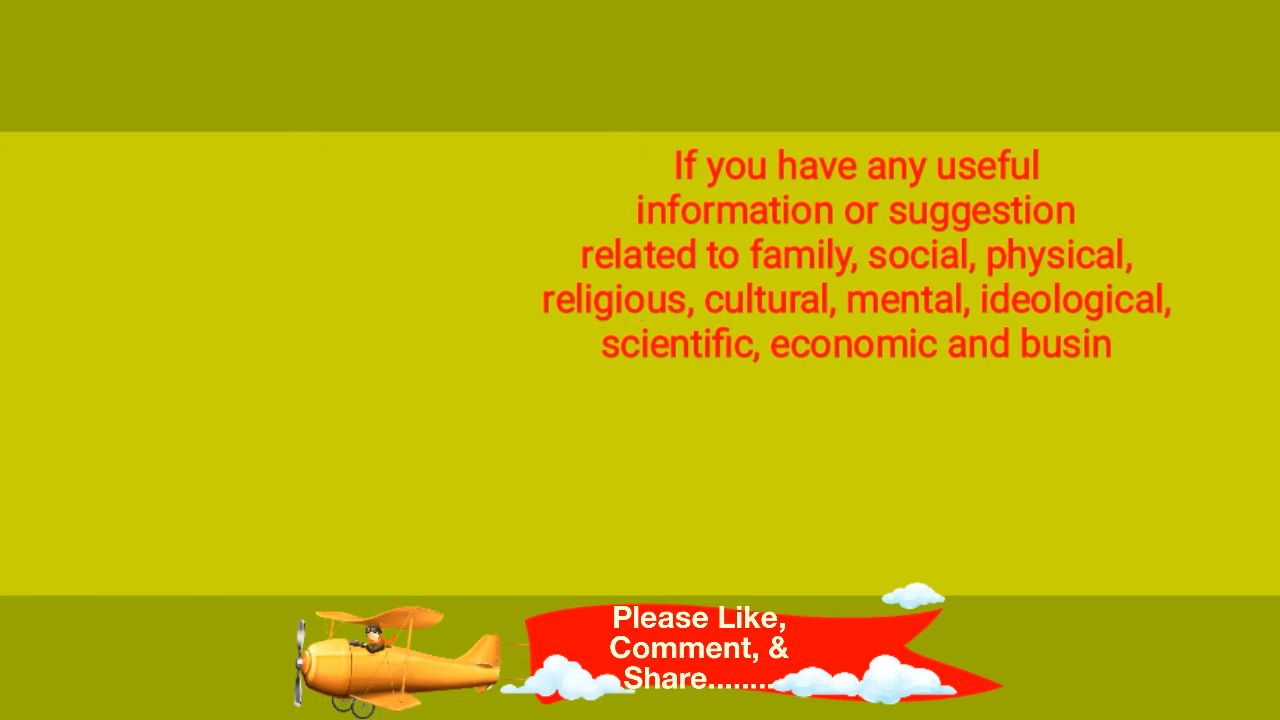 If you have any useful
information or suggestion
related to family, social, physical,
religious, cultural, mental, ideological,
scientific, economic and busin
Please Like,
Comment, &
Share........